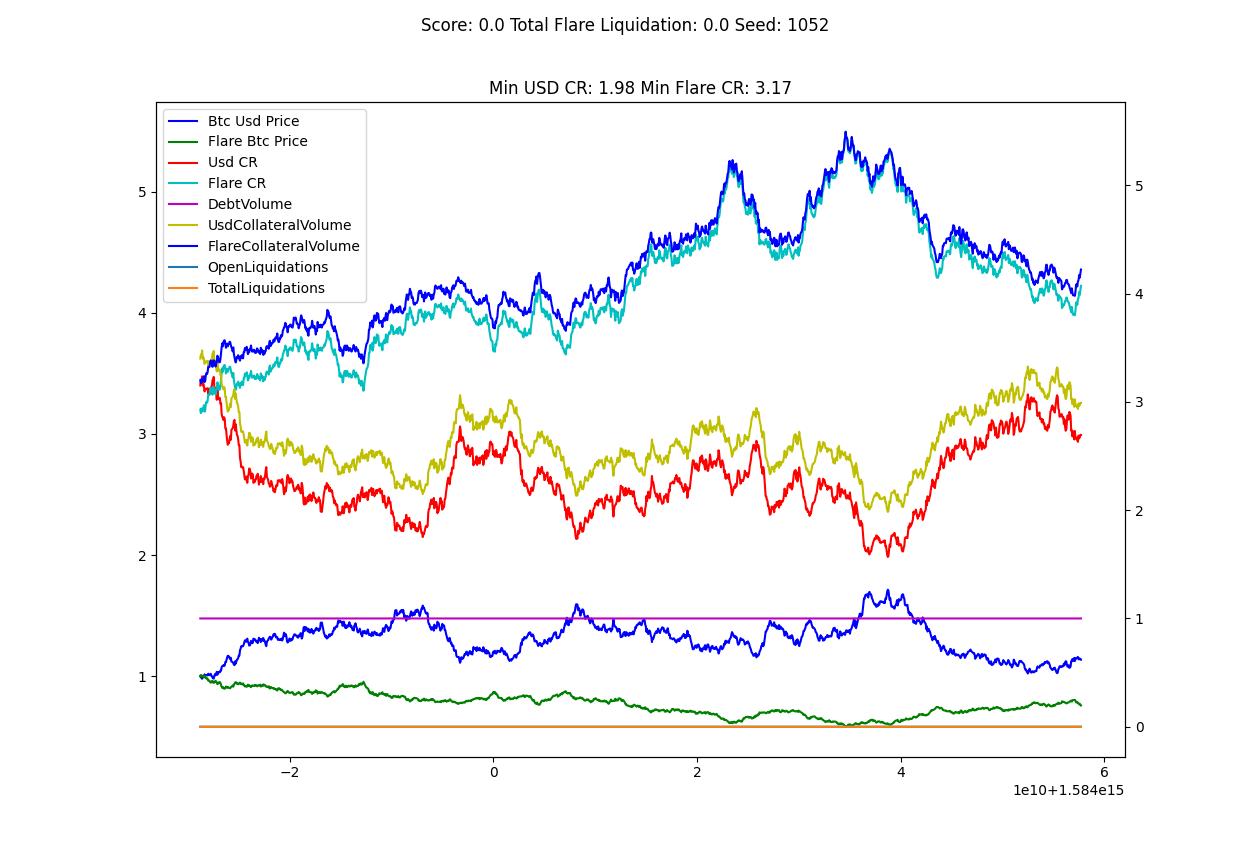 Score: 0.0 Total Flare Liquidation: 0.0 Seed: 1052
Min USD CR: 1.98 Min Flare CR: 3.17
Btc Usd Price
Flare Btc Price
Usd CR
Flare CR
DebtVolume
UsdCollateralVolume
FlareCollateralVolume
OpenLiquidations
TotalLiquidations
5
4
3
2
1
5
4
3
2
1
0
−2
0
2
4
6
1e10+1.584e15